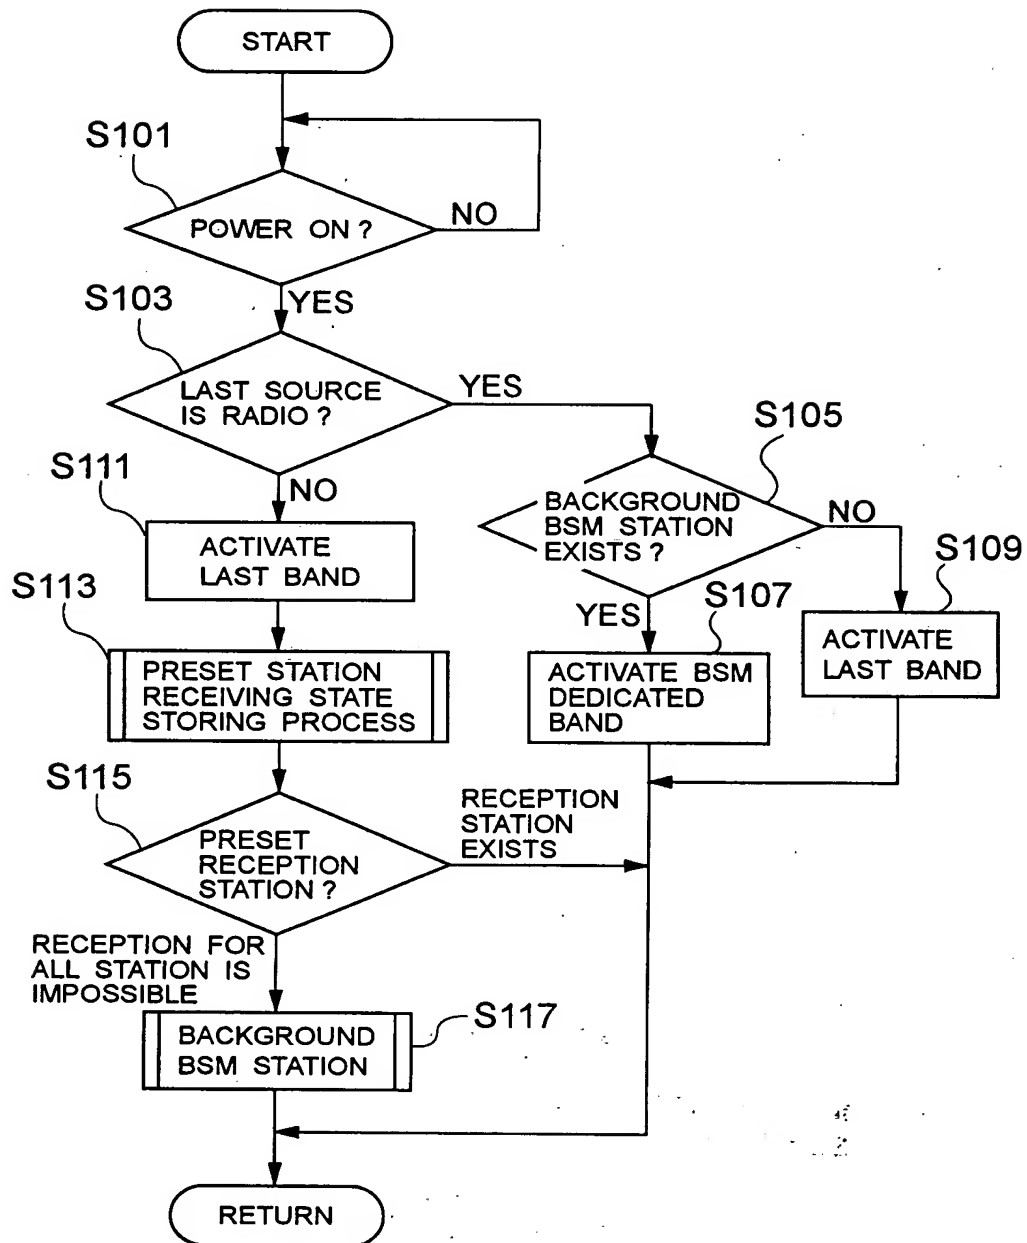 START
S101
POWER ON ?
NO
YES
S103
LAST SOURCE
IS RADIO ?
YES
NO
S105
BACKGROUND
BSM STATION
EXISTS ?
NO
YES
S111
ACTIVATE
LAST BAND
S107
ACTIVATE BSM
DEDICATED
BAND
S109
ACTIVATE
LAST BAND
S113
PRESET STATION
RECEIVING STATE
STORING PROCESS
S115
PRESET
RECEPTION
STATION ?
RECEPTION
STATION
EXISTS
RECEPTION FOR
ALL STATION IS
IMPOSSIBLE
S117
BACKGROUND
BSM STATION
RETURN